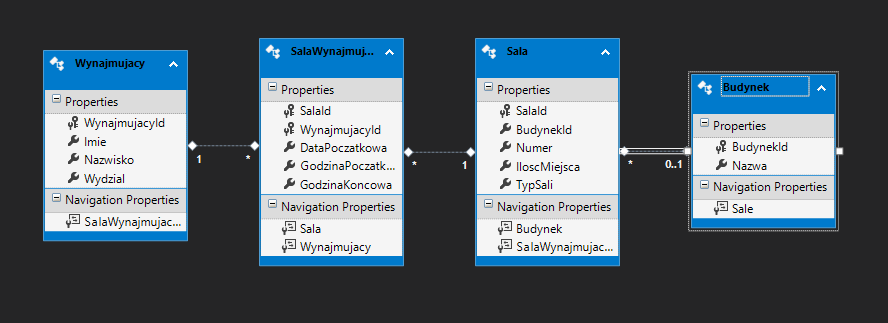 Wynajmujacy
Properties
WynajmujacyId
Imie
Nazwisko
Wydzial
Navigation Properties
SalaWynajmujac...
1
*
SalaWynajmuj...
Properties
SalaId
WynajmujacyId
DataPoczatkowa
GodzinaPoczatk...
GodzinaKoncowa
Navigation Properties
Sala
Wynajmujacy
*
1
Sala
Properties
SalaId
BudynekId
Numer
IloscMiejsca
TypSali
Navigation Properties
Budynek
SalaWynajmujac...
*
0..1
Budynek
Properties
BudynekId
Nazwa
Navigation Properties
Sale